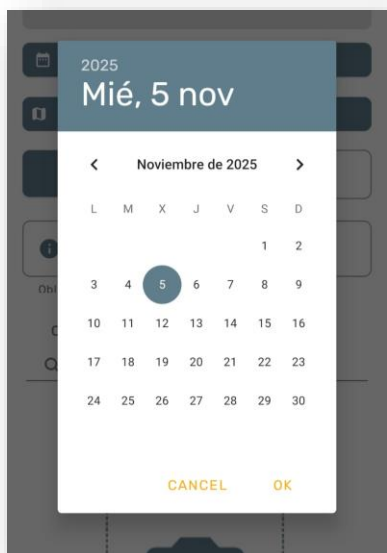 2025
Mié, 5 nov
Noviembre de 2025
L M X J V S D
1 2
3 4 5 6 7 8 9
10 11 12 13 14 15 16
17 18 19 20 21 22 23
24 25 26 27 28 29 30
CANCEL OK